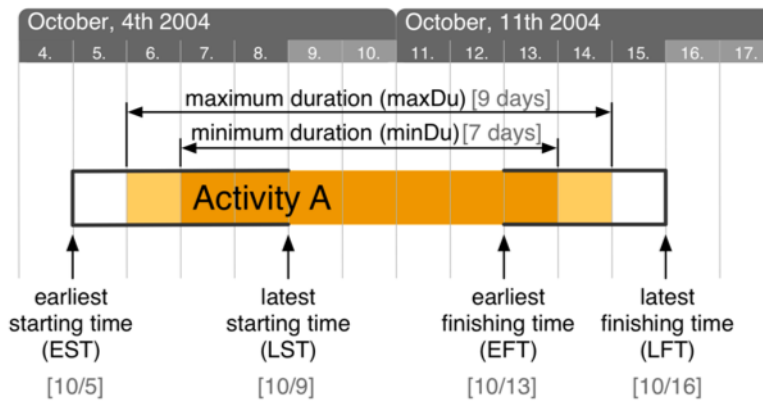 October, 4th 2004 October, 11th 2004
4. 5. 6. 7. 8. 9. 10. 11. 12. 13. 14. 15. 16. 17.
maximum duration (maxDu) [9 days]
minimum duration (minDu) [7 days]
Activity A
earliest latest earliest latest
starting time starting time finishing time finishing time
(EST) (LST) (EFT) (LFT)
[10/5] [10/9] [10/13] [10/16]